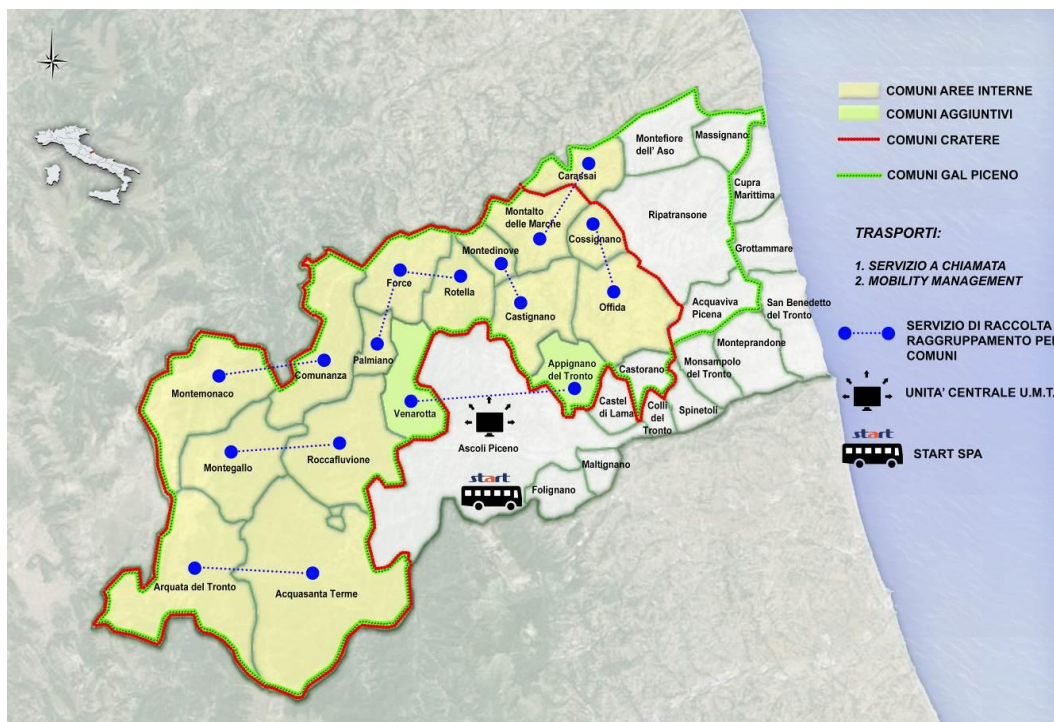 COMUNI AREE INTERNE
COMUNI AGGIUNTIVI
COMUNI CRATERE
COMUNI GAL PICENO
TRASPORTI:
1. SERVIZIO A CHIAMATA
2. MOBILITY MANAGEMENT
SERVIZIO DI RACCOLTA
RAGGRUPPAMENTO PER
COMUNI
UNITA' CENTRALE U.M.T.
start
START SPA
Montefiore
dell' Aso
Massignano
Carassai
Cupra
Marittima
Ripatransone
Montalto
delle Marche
Cossignano
Grottammare
Montedinove
Force
Rotella
Offida
Acquaviva
Picena
San Benedetto
del Tronto
Castignano
Monteprandone
Palmiano
Comunanza
Appignano
del Tronto
Castorano
Monsampolo
del Tronto
Montemonaco
Venarotta
Castel
di Lama
Colli
del
Tronto
Spinetoli
Ascoli Piceno
Montegallo
Roccafluvione
Maltignano
start
Folignano
Arquata del Tronto
Acquasanta Terme